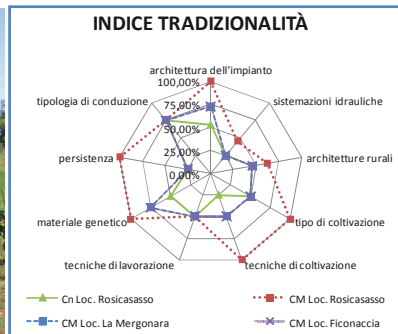 INDICE TRADIZIONALITÀ
architettura dell'impianto
100,00%
tipologia di conduzione
75,00%
sistemazioni idrauliche
50,00%
persistenza
25,00%
architetture rurali
0,00%
materiale genetico
tipo di coltivazione
tecniche di lavorazione
tecniche di coltivazione
Cn Loc. Rosicasasso
CM Loc. Rosicasasso
CM Loc. La Mergonara
CM Loc. Ficonaccia